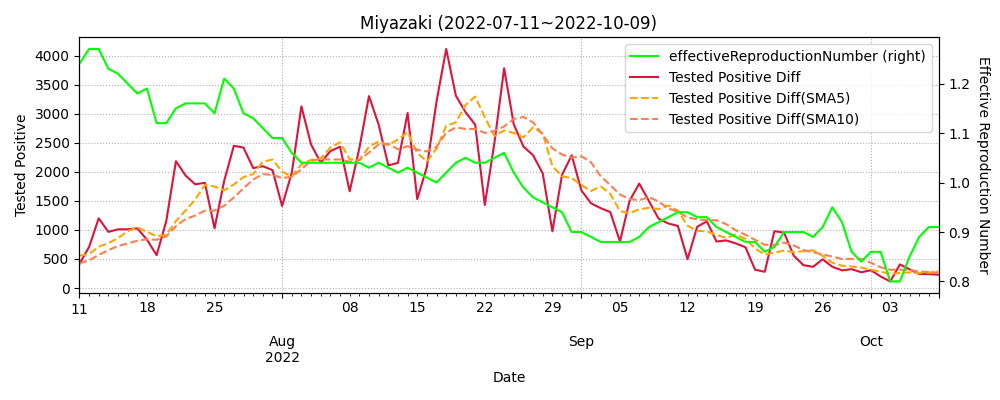 Miyazaki (2022-07-11~2022-10-09)
effectiveReproductionNumber (right)
Tested Positive Diff
Tested Positive Diff(SMA5)
Tested Positive Diff(SMA10)
Tested Positive
4000
3500
3000
2500
2000
1500
1000
500
0
Effective Reproduction Number
1.2
1.1
1.0
0.9
0.8
11 18 25 08 15 22 29 05 12 19 26 03
Aug Sep Oct
2022
Date